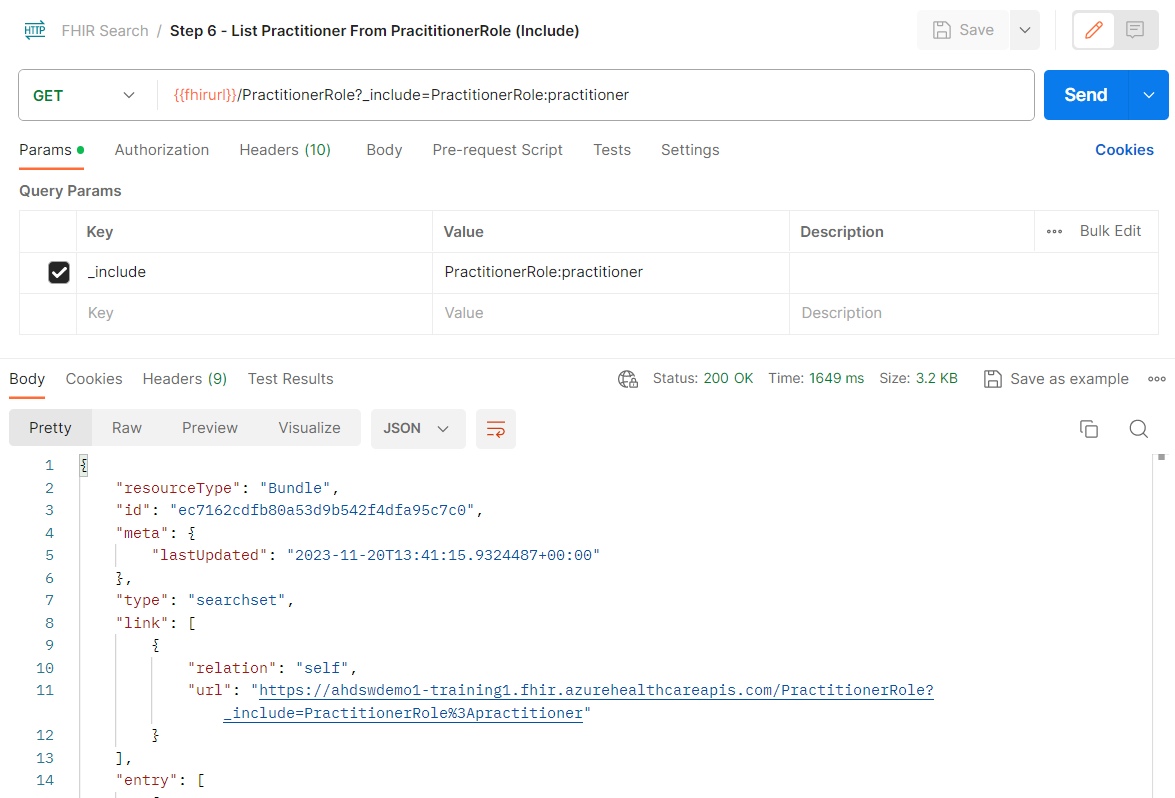 HTTP FHIR Search / Step 6 - List Practitioner From PracititionerRole (Include) Save
GET {{fhirurl}}/PractitionerRole?_include=PractitionerRole:practitioner Send
Params Authorization Headers (10) Body Pre-request Script Tests Settings Cookies
Query Params
Key Value Description Bulk Edit
_include PractitionerRole:practitioner
Key Value Description
Body Cookies Headers (9) Test Results Status: 200 OK Time: 1649 ms Size: 3.2 KB Save as example
Pretty Raw Preview Visualize JSON
1 {
2 "resourceType": "Bundle",
3 "id": "ec7162cdfb80a53d9b542f4dfa95c7c0",
4 "meta": {
5 "lastUpdated": "2023-11-20T13:41:15.9324487+00:00"
6 },
7 "type": "searchset",
8 "link": [
9 {
10 "relation": "self",
11 "url": "https://ahdswdemo1-training1.fhir.azurehealthcareapis.com/PractitionerRole?
_include=PractitionerRole%3Apractitioner"
12 }
13 ],
14 "entry": [